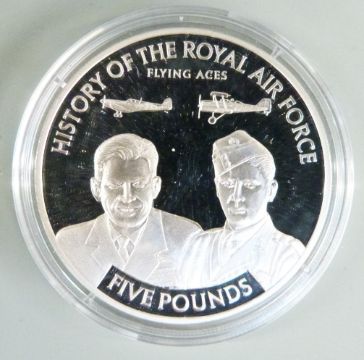 HISTORY OF THE ROYAL AIR FORCE
FLYING ACES
FIVE POUNDS